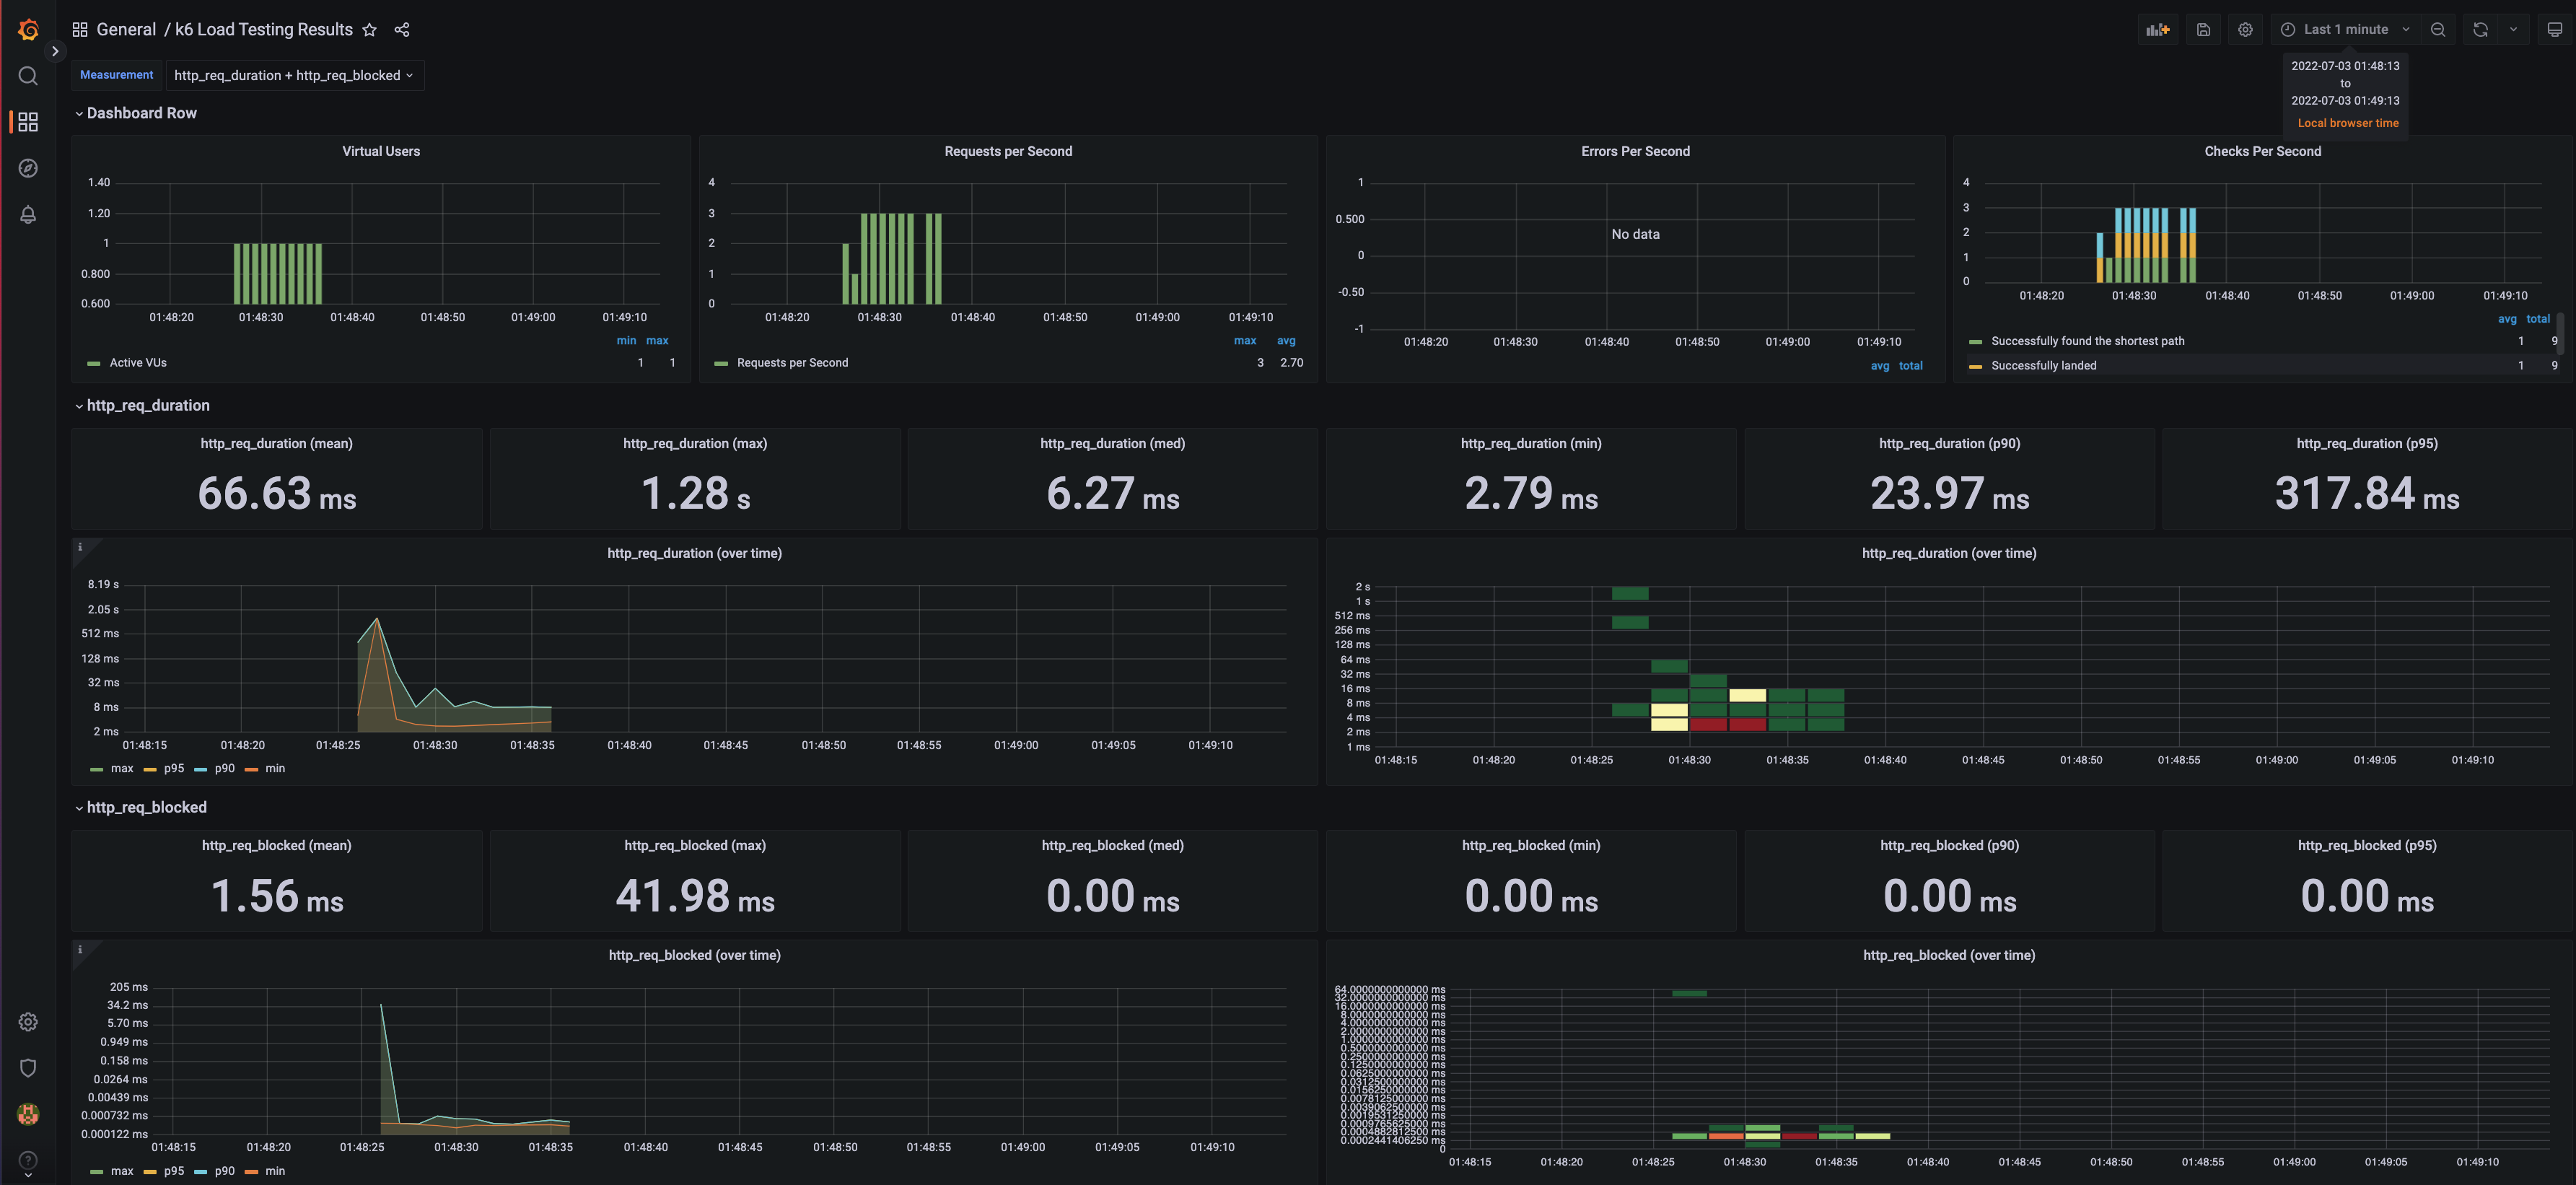 General / k6 Load Testing Results
Last 1 minute
2022-07-03 01:48:13
to
2022-07-03 01:49:13
Local browser time
Measurement http_req_duration + http_req_blocked
Dashboard Row
Virtual Users
1.40
1.20
1
0.800
0.600
01:48:20 01:48:30 01:48:40 01:48:50 01:49:00 01:49:10
min max
Active VUs 1 1
Requests per Second
4
3
2
1
0
01:48:20 01:48:30 01:48:40 01:48:50 01:49:00 01:49:10
max avg
Requests per Second 3 2.70
Errors Per Second
1
0.500
0
-0.50
-1
No data
01:48:20 01:48:30 01:48:40 01:48:50 01:49:00 01:49:10
avg total
Checks Per Second
4
3
2
1
0
01:48:20 01:48:30 01:48:40 01:48:50 01:49:00 01:49:10
avg total
Successfully found the shortest path 1 9
Successfully landed 1 9
http_req_duration
http_req_duration (mean)
66.63 ms
http_req_duration (max)
1.28 s
http_req_duration (med)
6.27 ms
http_req_duration (min)
2.79 ms
http_req_duration (p90)
23.97 ms
http_req_duration (p95)
317.84 ms
http_req_duration (over time)
8.19 s
2.05 s
512 ms
128 ms
32 ms
8 ms
2 ms
01:48:15 01:48:20 01:48:25 01:48:30 01:48:35 01:48:40 01:48:45 01:48:50 01:48:55 01:49:00 01:49:05 01:49:10
max p95 p90 min
http_req_duration (over time)
2 s
1 s
512 ms
256 ms
128 ms
64 ms
32 ms
16 ms
8 ms
4 ms
2 ms
1 ms
01:48:15 01:48:20 01:48:25 01:48:30 01:48:35 01:48:40 01:48:45 01:48:50 01:48:55 01:49:00 01:49:05 01:49:10
http_req_blocked
http_req_blocked (mean)
1.56 ms
http_req_blocked (max)
41.98 ms
http_req_blocked (med)
0.00 ms
http_req_blocked (min)
0.00 ms
http_req_blocked (p90)
0.00 ms
http_req_blocked (p95)
0.00 ms
http_req_blocked (over time)
205 ms
34.2 ms
5.70 ms
0.949 ms
0.158 ms
0.0264 ms
0.00439 ms
0.000732 ms
0.000122 ms
01:48:15 01:48:20 01:48:25 01:48:30 01:48:35 01:48:40 01:48:45 01:48:50 01:48:55 01:49:00 01:49:05 01:49:10
max p95 p90 min
http_req_blocked (over time)
64.0000000000000 ms
32.0000000000000 ms
16.0000000000000 ms
8.0000000000000 ms
4.0000000000000 ms
2.0000000000000 ms
1.0000000000000 ms
0.5000000000000 ms
0.2500000000000 ms
0.1250000000000 ms
0.0625000000000 ms
0.0312500000000 ms
0.0156250000000 ms
0.0078125000000 ms
0.0039062500000 ms
0.0019531250000 ms
0.0009765625000 ms
0.0004882812500 ms
0.0002441406250 ms
0
01:48:15 01:48:20 01:48:25 01:48:30 01:48:35 01:48:40 01:48:45 01:48:50 01:48:55 01:49:00 01:49:05 01:49:10